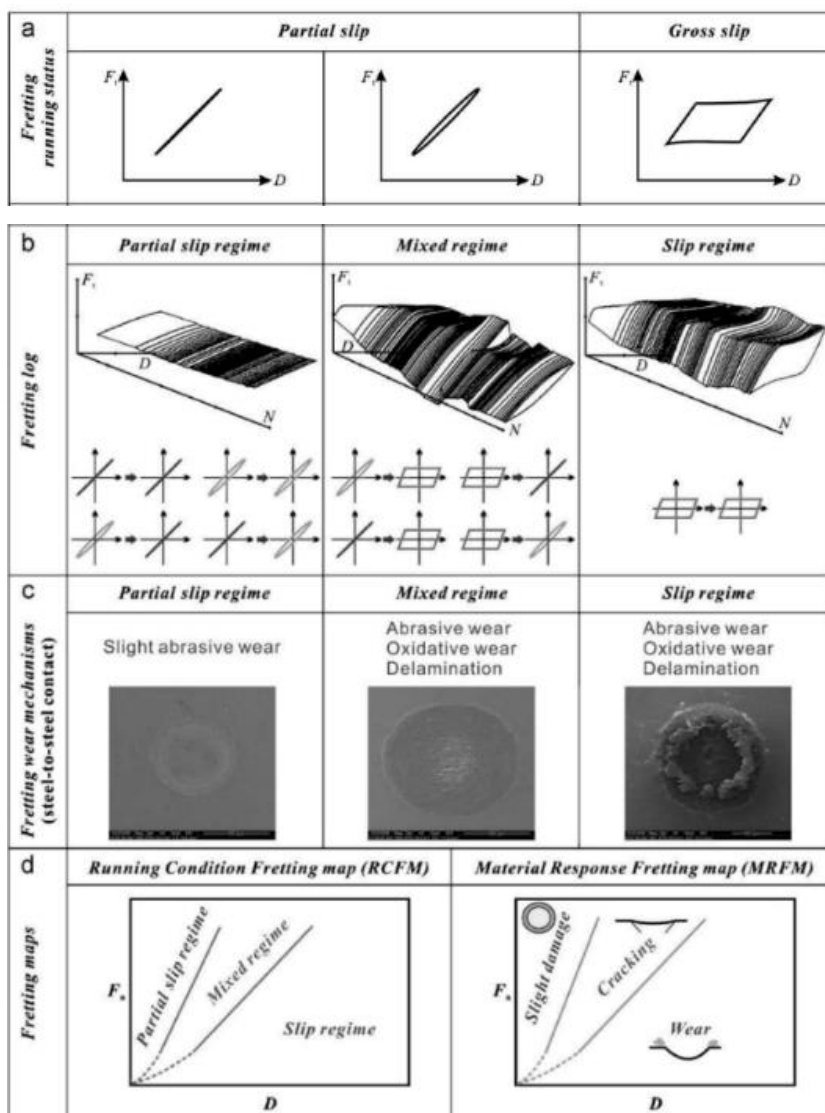 a
Partial slip
Gross slip
Fretting
running status
Ft
D
Ft
D
Ft
D
b
Partial slip regime
Mixed regime
Slip regime
Fretting log
Ft
D
N
Ft
D
N
Ft
D
N
c
Partial slip regime
Mixed regime
Slip regime
Fretting wear mechanisms
(steel-to-steel contact)
Slight abrasive wear
Abrasive wear
Oxidative wear
Delamination
Abrasive wear
Oxidative wear
Delamination
d
Running Condition Fretting map (RCFM)
Material Response Fretting map (MRFM)
Fretting maps
Fn
Partial slip regime
Mixed regime
Slip regime
D
Fn
Slight damage
Cracking
Wear
D